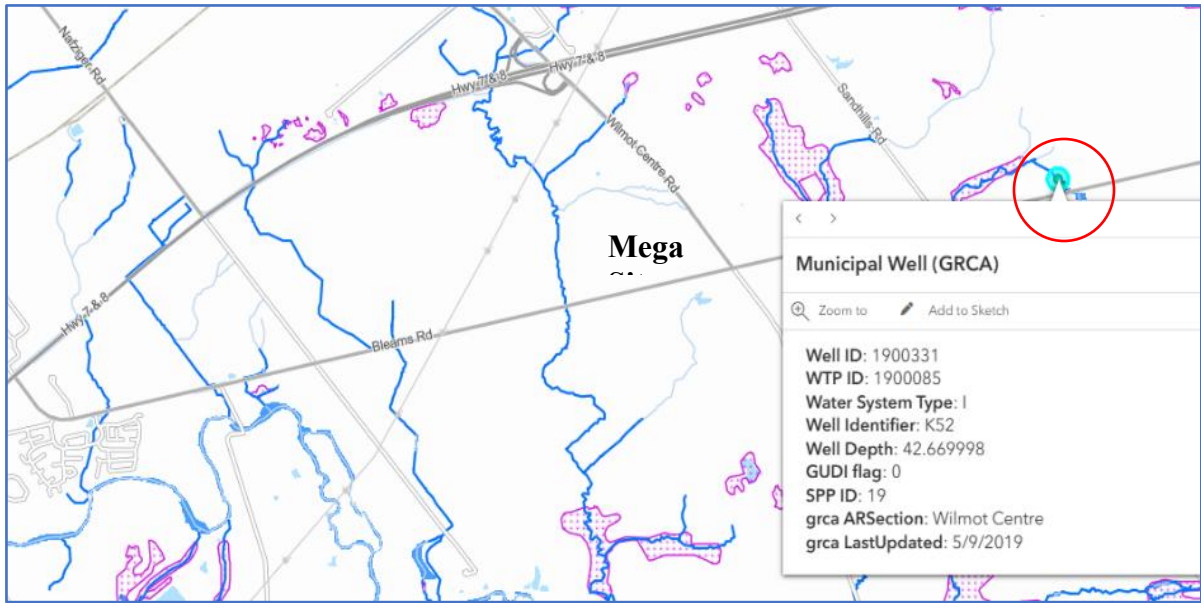 Nafziger Rd
Hwy 7 & 8
Hwy 7 & 8
Wilmot Centre Rd
Sandhills Rd
Hwy 7 & 8
Bleams Rd
Mega
Municipal Well (GRCA)
Zoom to
Add to Sketch
Well ID: 1900331
WTP ID: 1900085
Water System Type: I
Well Identifier: K52
Well Depth: 42.669998
GUDI flag: 0
SPP ID: 19
grca ARSection: Wilmot Centre
grca LastUpdated: 5/9/2019